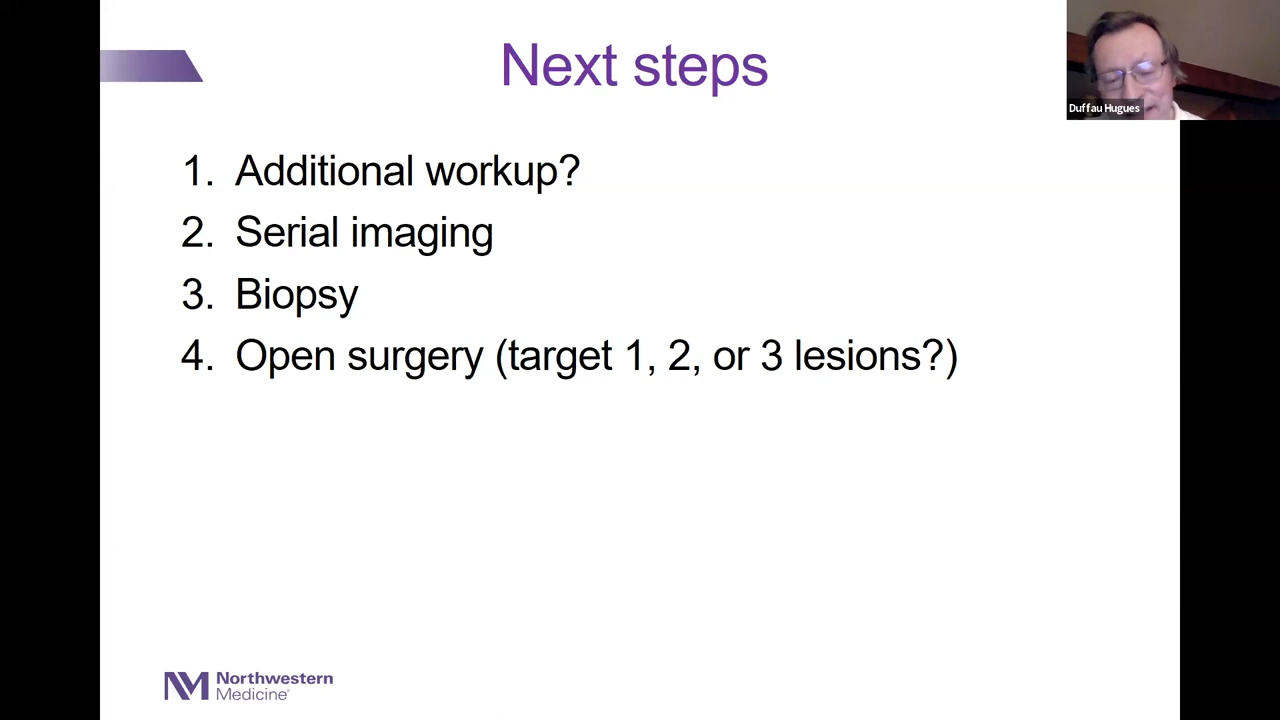 Next steps
Duffau Hugues
1. Additional workup?
2. Serial imaging
3. Biopsy
4. Open surgery (target 1, 2, or 3 lesions?)
Northwestern
Medicine®